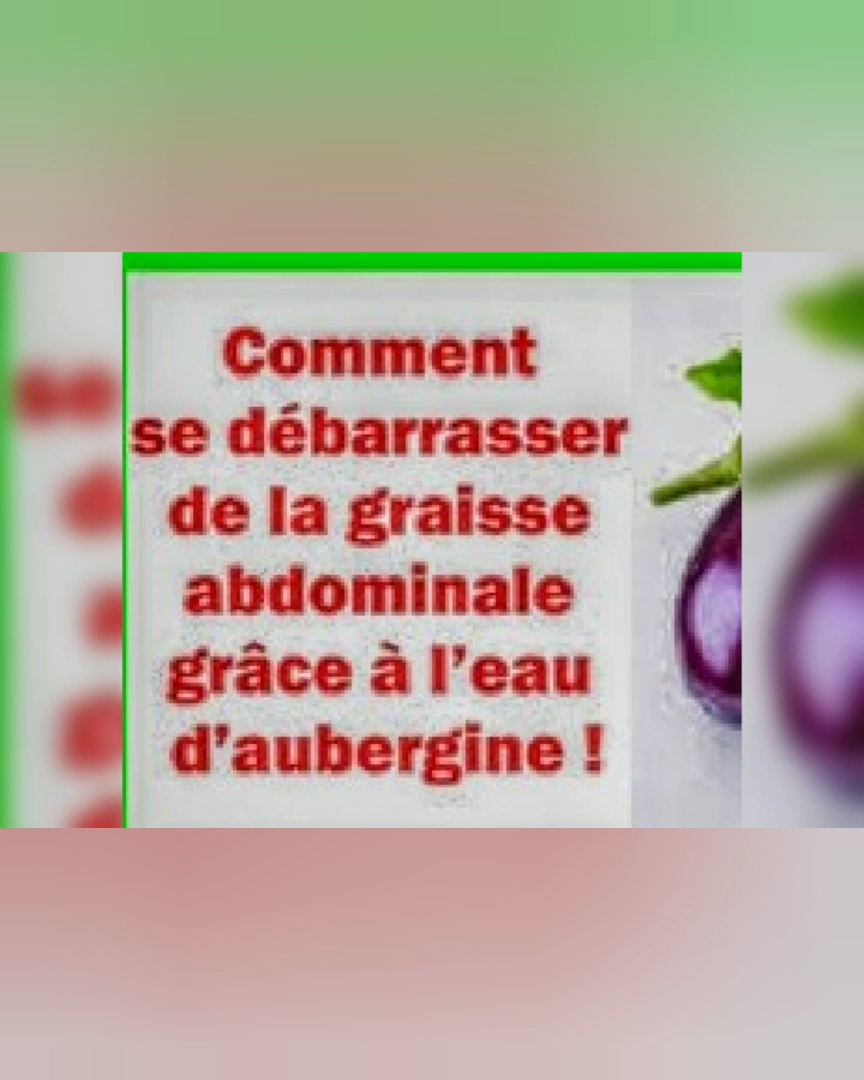 Comment
se débarrasser
de la graisse
abdominale
grâce à l’eau
d’aubergine !